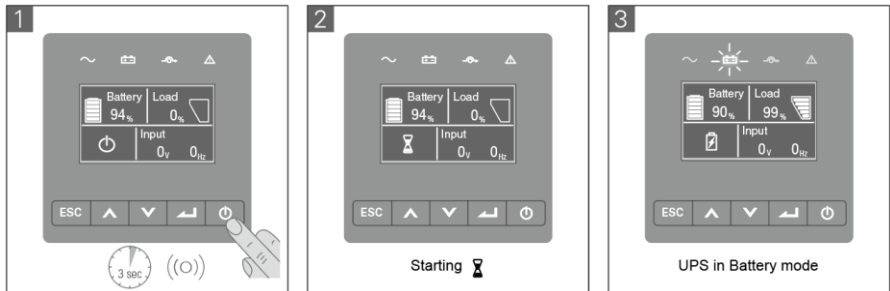 1
Battery Load
94% 0%
Input
0V 0Hz
ESC
3 sec
2
Battery Load
94% 0%
Input
0V 0Hz
ESC
Starting
3
Battery Load
90% 99%
Input
0V 0Hz
ESC
UPS in Battery mode